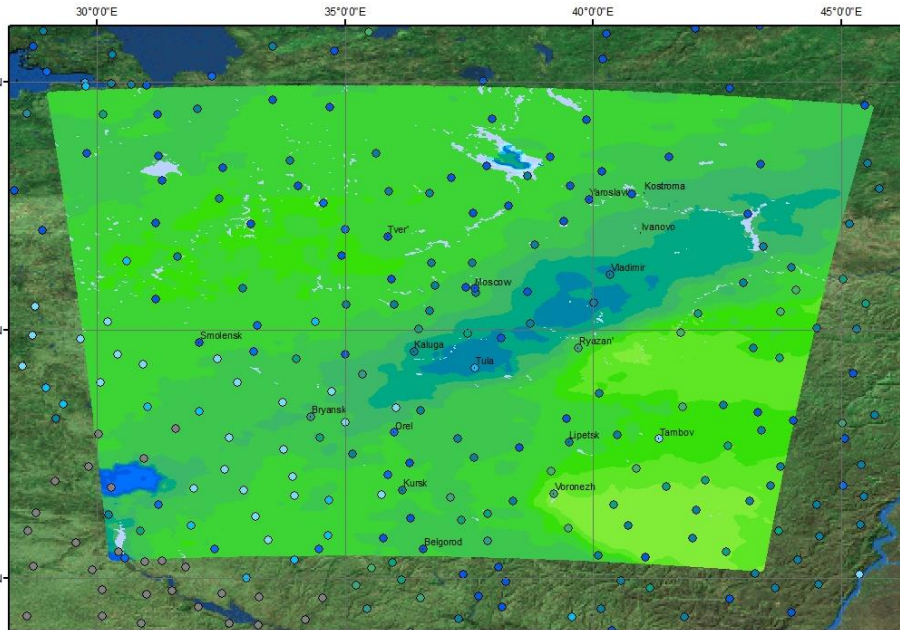 30°0'0"E 35°0'0"E 40°0'0"E 45°0'0"E
Kostroma
Yaroslavl
Ivanovo
Tver'
Vladimir
Moscow
Smolensk
Kaluga
Ryazan'
Tula
Bryansk
Orel
Lipetsk
Tambov
Kursk
Voronezh
Belgorod